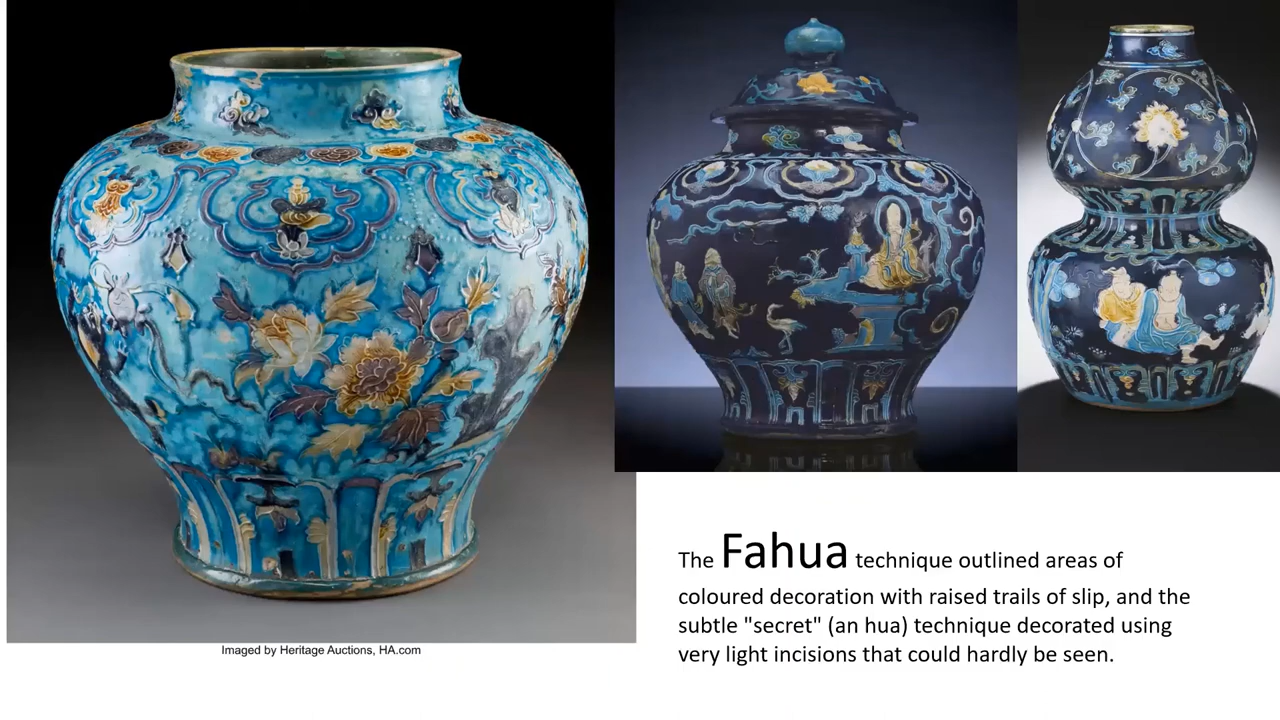 Imaged by Heritage Auctions, HA.com
The Fahua technique outlined areas of
coloured decoration with raised trails of slip, and the
subtle "secret" (an hua) technique decorated using
very light incisions that could hardly be seen.